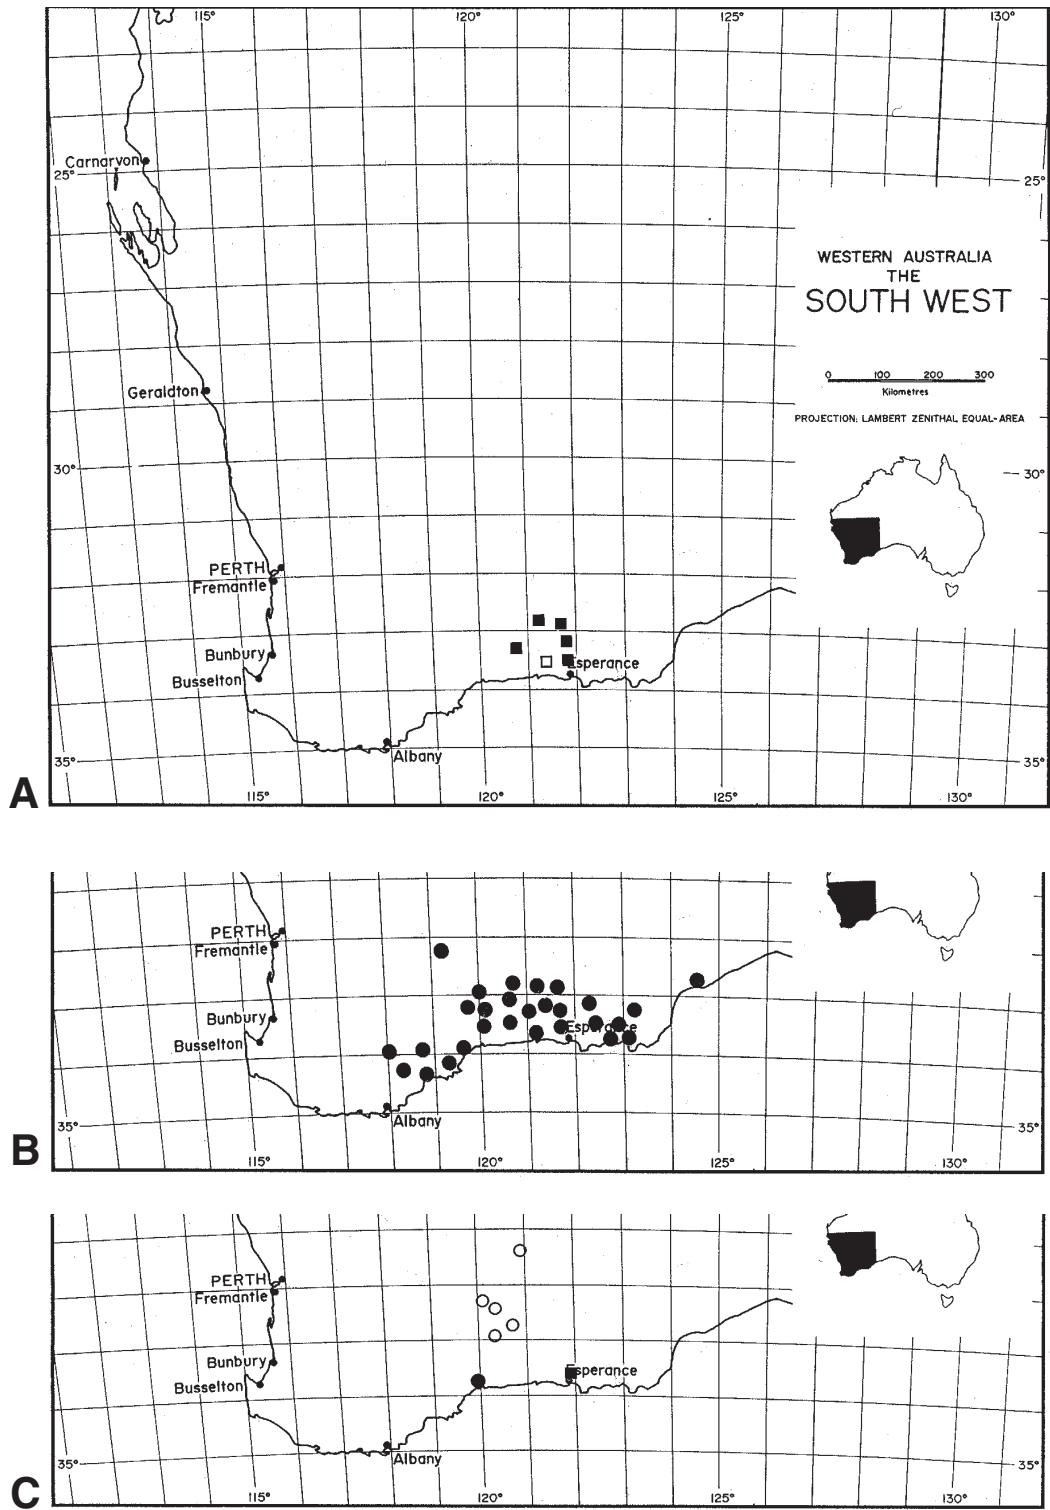 115°
120°
125°
130°
Carnarvon
25°
25°
WESTERN AUSTRALIA
THE
SOUTH WEST
0 100 200 300
Kilometres
PROJECTION: LAMBERT ZENITHAL EQUAL-AREA
Geraldton
30°
30°
PERTH
Fremantle
Bunbury
Busselton
Esperance
Albany
35°
35°
A
115°
120°
125°
130°
PERTH
Fremantle
Bunbury
Busselton
Esperance
Albany
35°
35°
B
115°
120°
125°
130°
PERTH
Fremantle
Bunbury
Busselton
Esperance
Albany
35°
35°
C
115°
120°
125°
130°